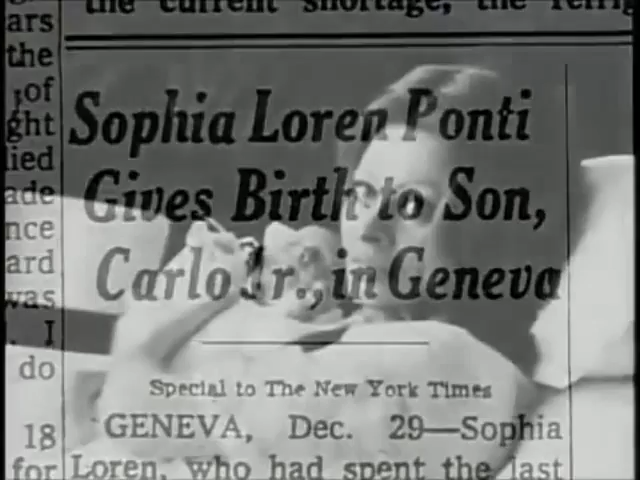 the current shortage, the refrig
ars
the
of
ght
lied
ade
nce
ard
was
. I
do
18
for
Sophia Loren Ponti
Gives Birth to Son,
Carlo Jr., in Geneva
Special to The New York Times
GENEVA, Dec. 29—Sophia
Loren, who had spent the last